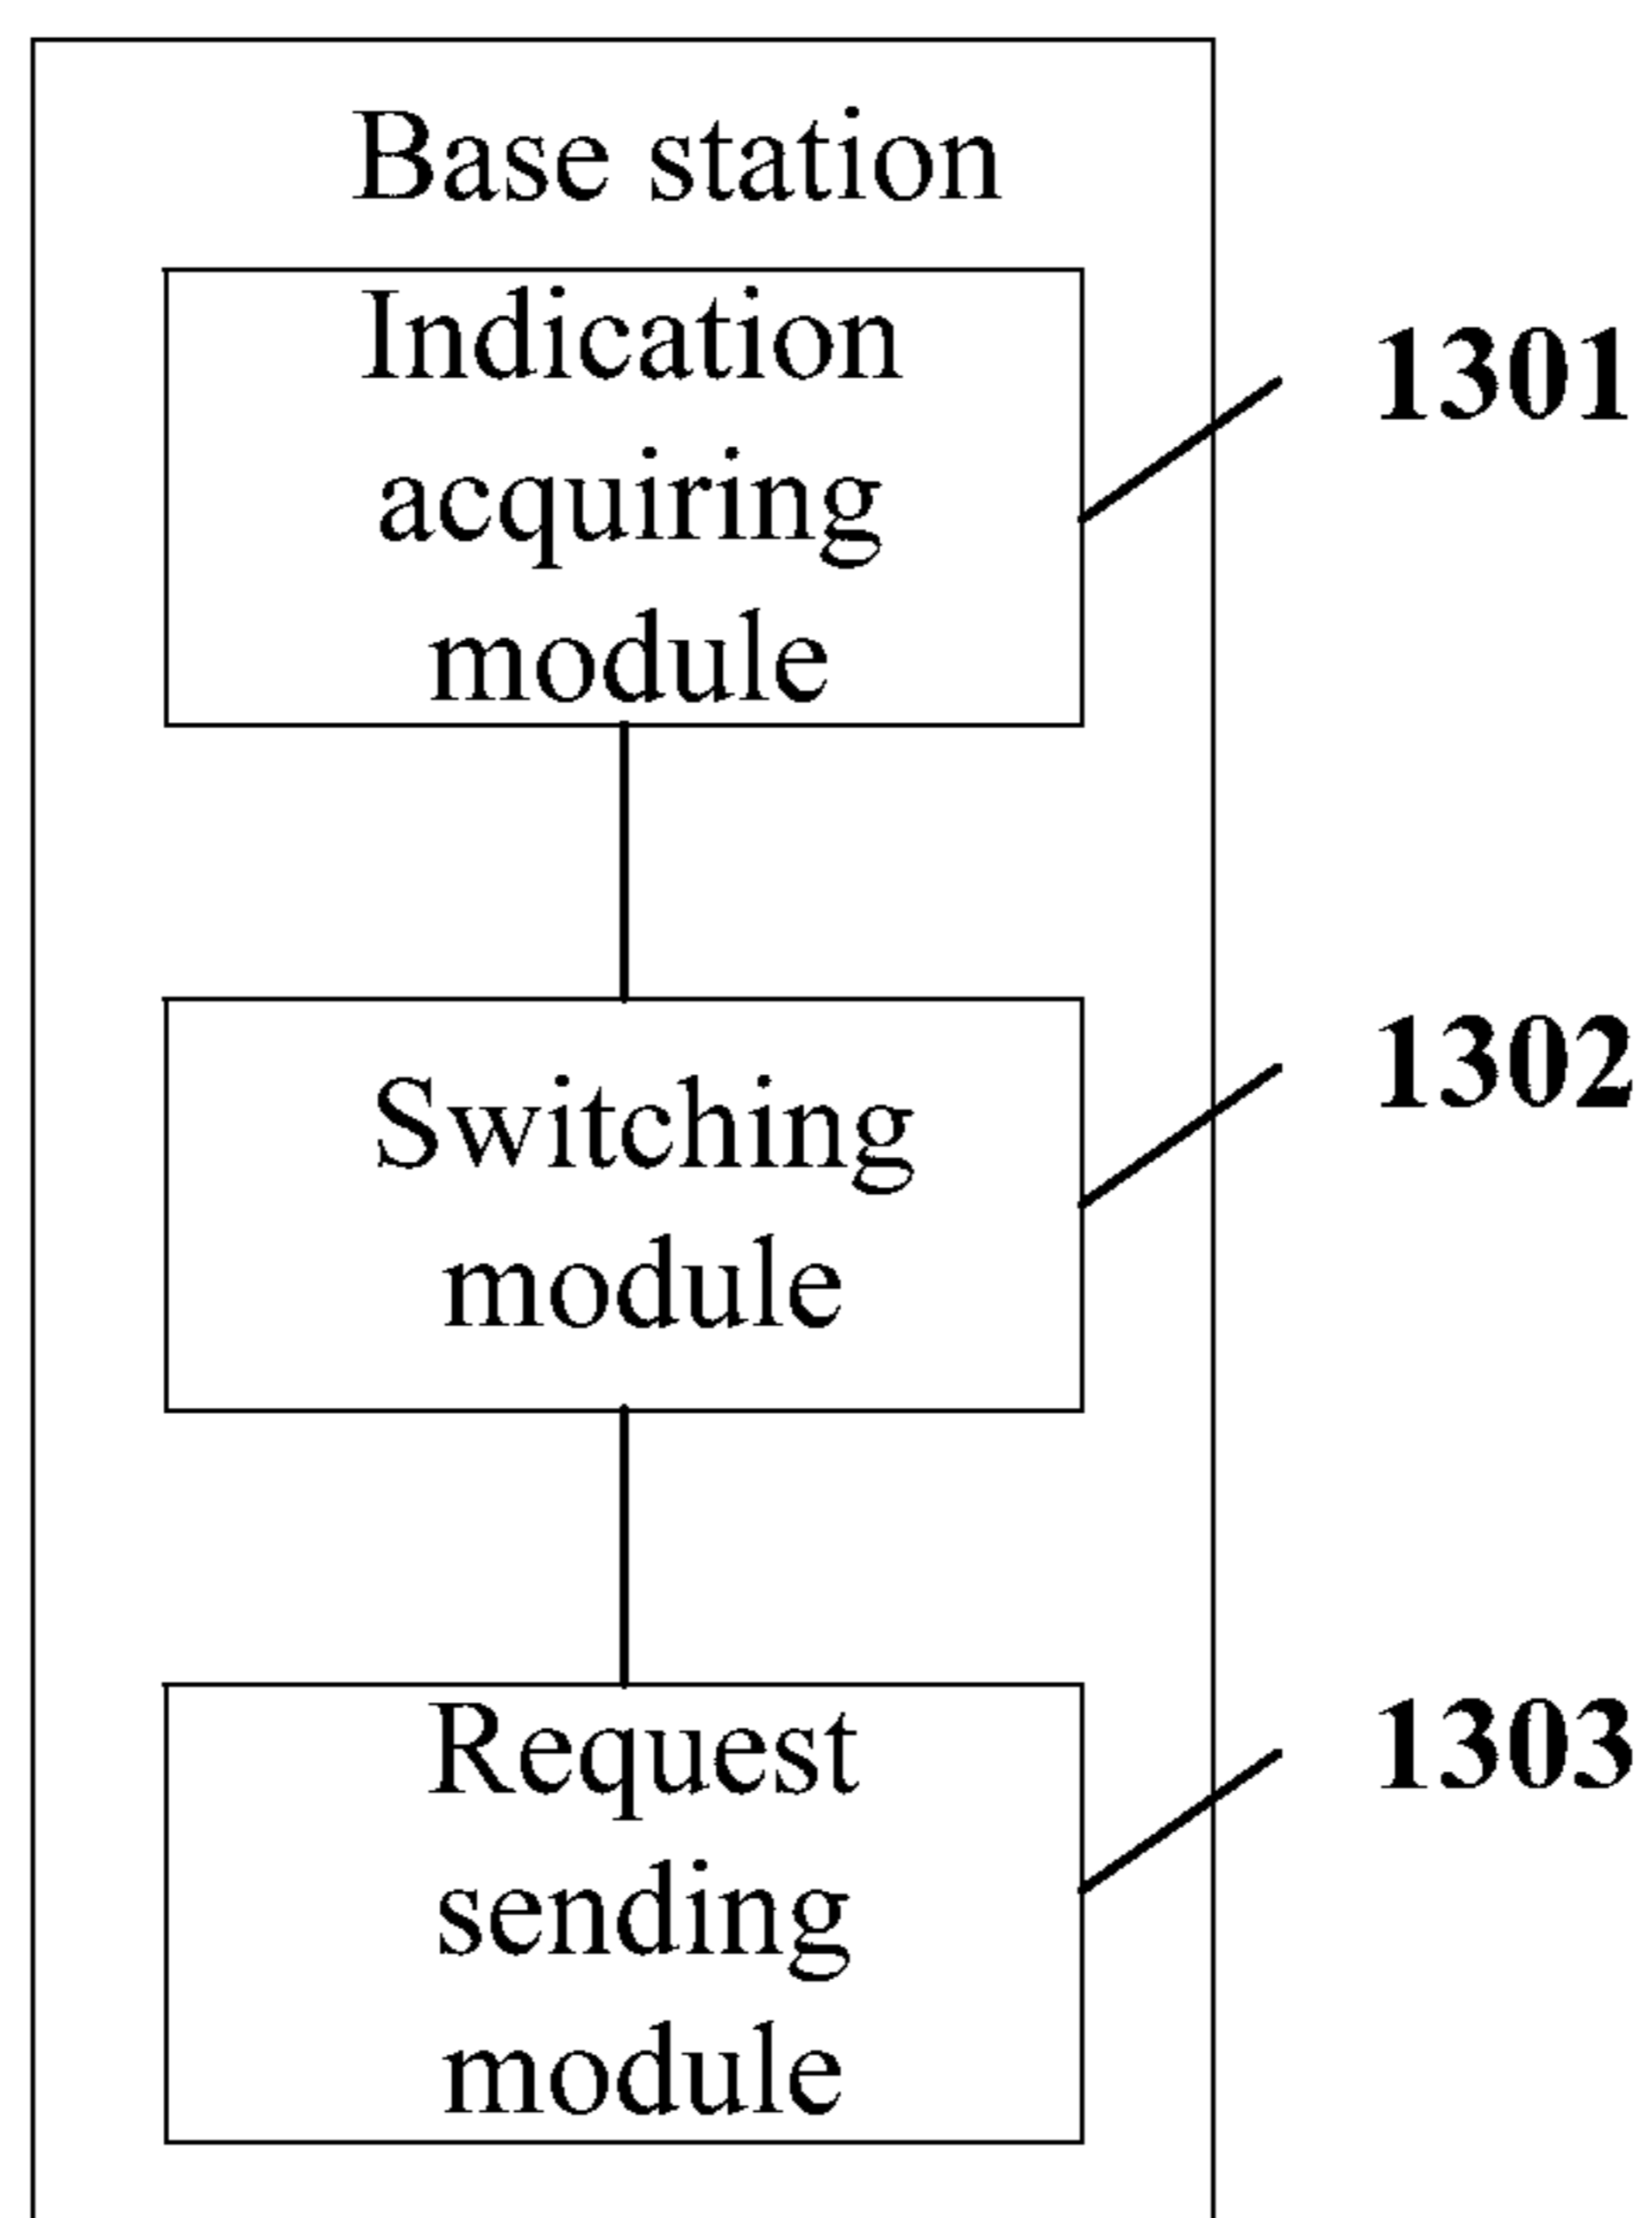 Base station
Indication
acquiring
module
1301
Switching
module
1302
Request
sending
module
1303